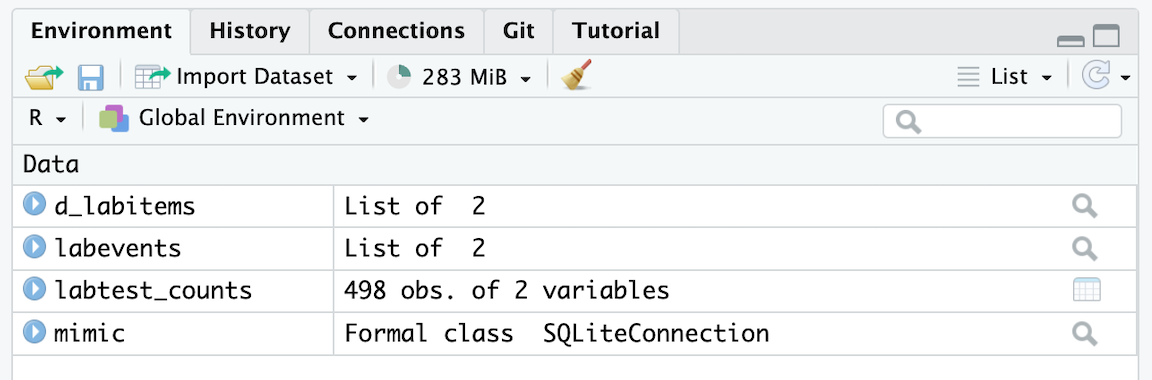 Environment History Connections Git Tutorial
Import Dataset 283 MiB List
R Global Environment
Data
d_labitems List of  2
labevents List of  2
labtest_counts 498 obs. of 2 variables
mimic Formal class  SQLiteConnection